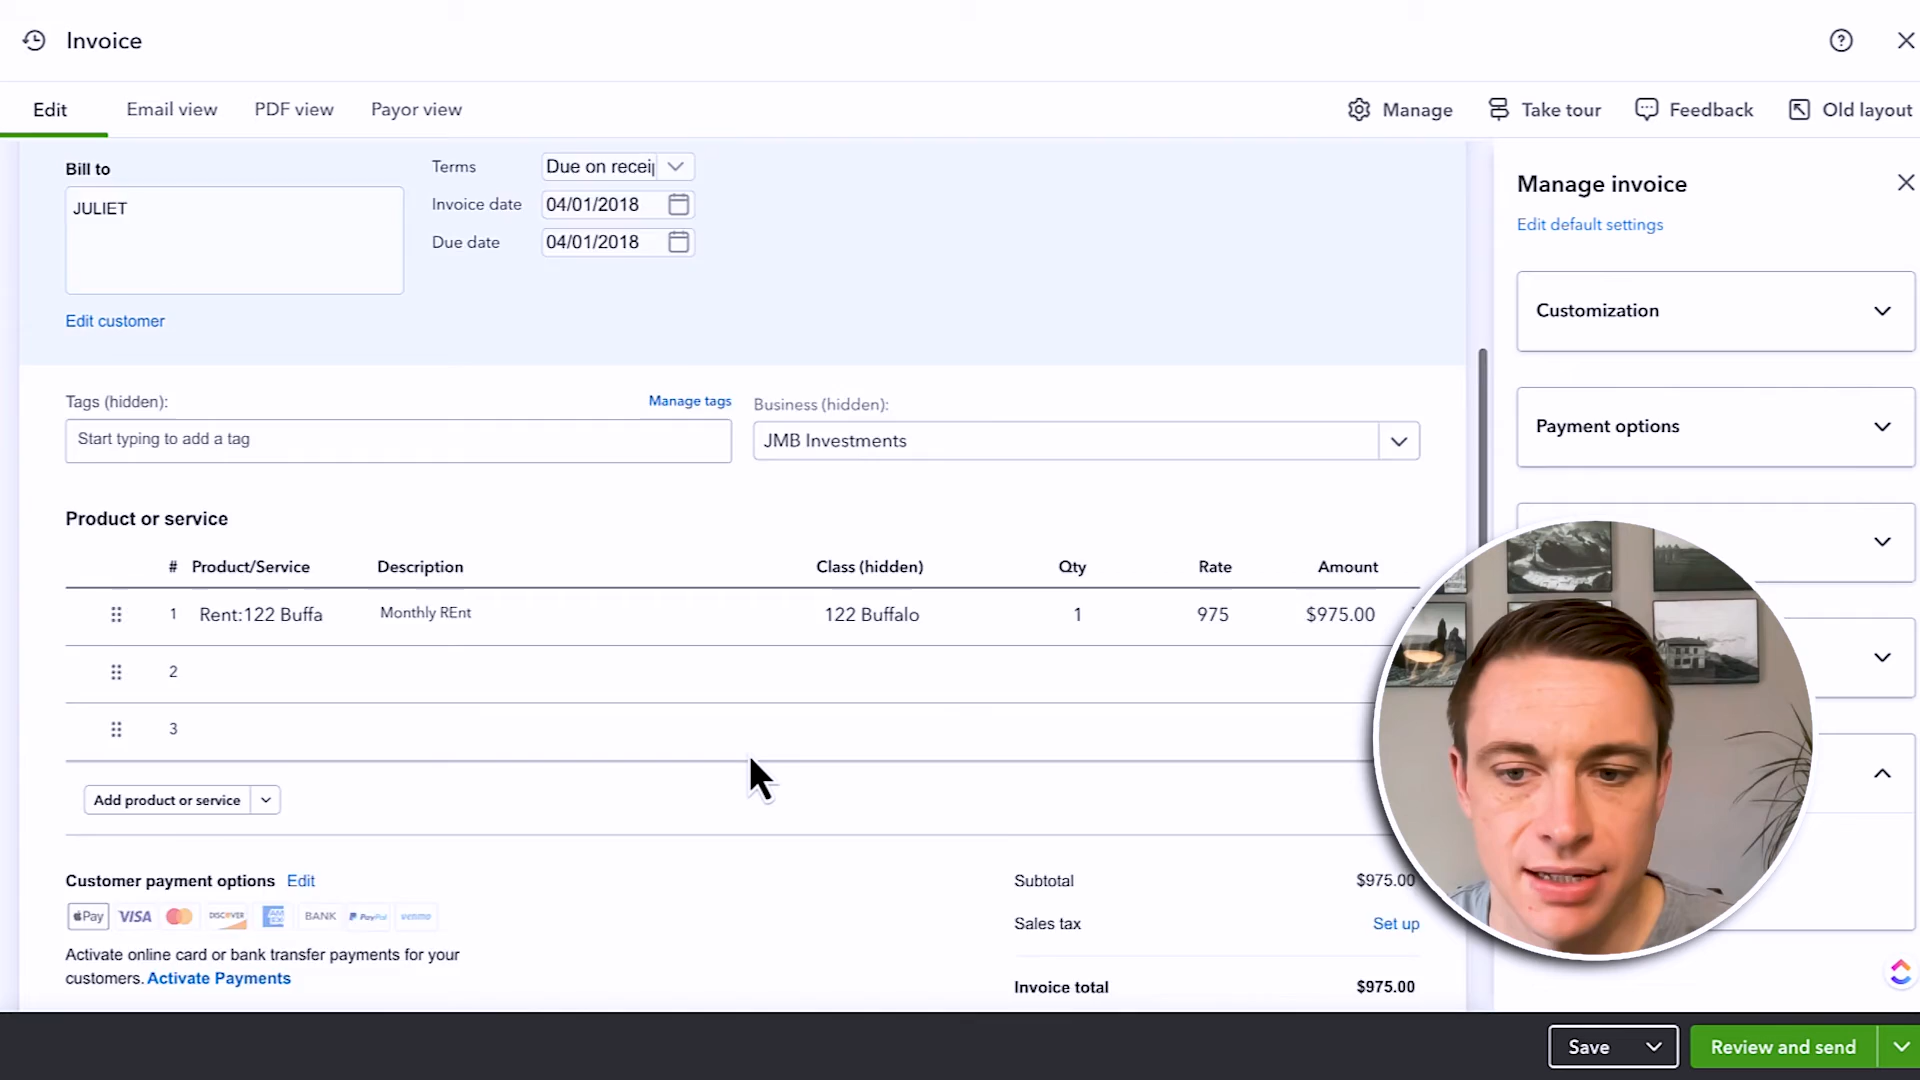 Invoice
Edit
Email view
PDF view
Payor view
Manage
Take tour
Feedback
Old layout
Bill to
JULIET
Edit customer
Terms
Due on recei
Invoice date
04/01/2018
Due date
04/01/2018
Manage invoice
Edit default settings
Customization
Payment options
Tags (hidden):
Manage tags
Start typing to add a tag
Business (hidden):
JMB Investments
Product or service
# Product/Service Description Class (hidden) Qty Rate Amount
1 Rent:122 Buffa Monthly REnt 122 Buffalo 1 975 $975.00
2
3
Add product or service
Customer payment options Edit
Pay VISA DISCOVER AM EX BANK PayPal venmo
Activate online card or bank transfer payments for your
customers. Activate Payments
Subtotal $975.00
Sales tax Set up
Invoice total $975.00
Save
Review and send